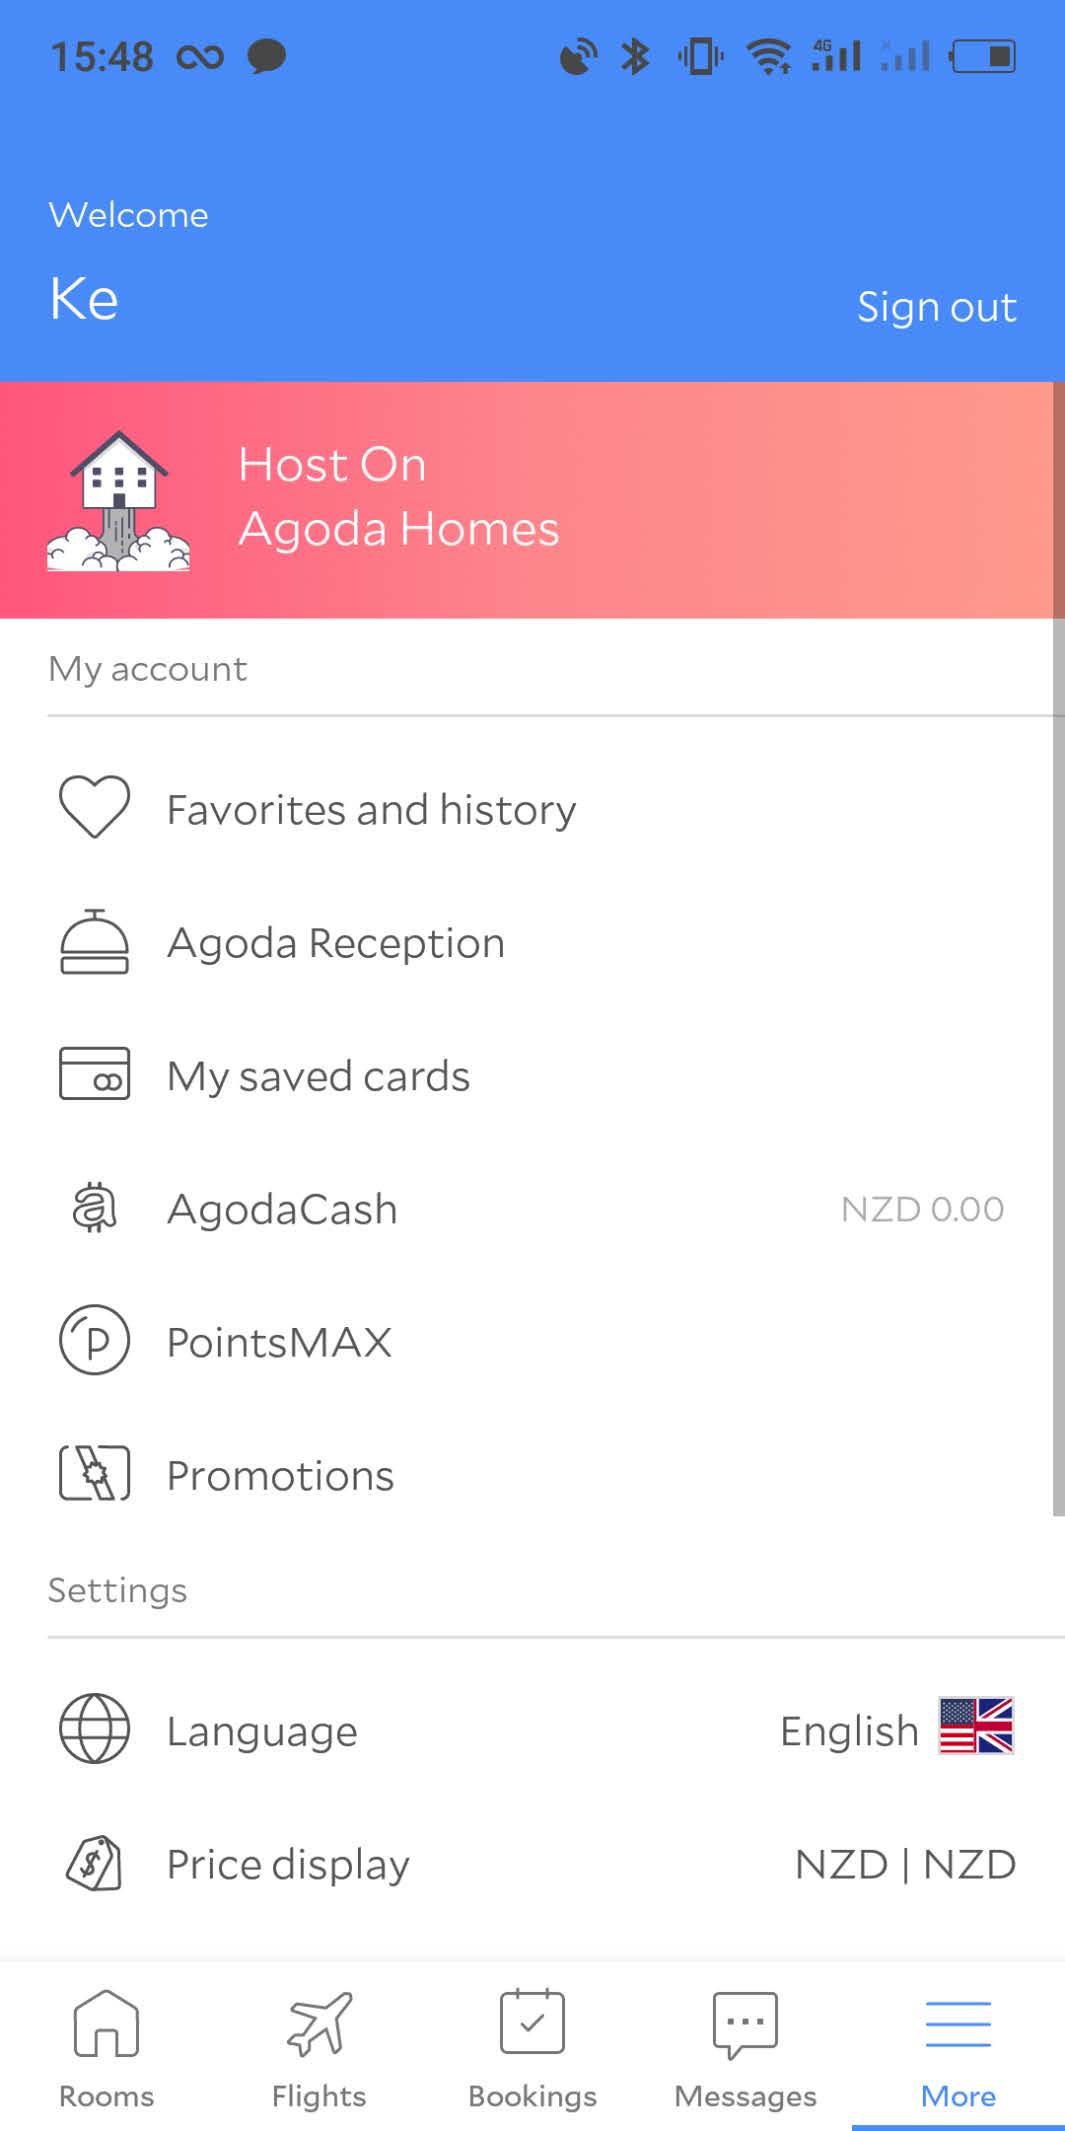 15:48
4G
Welcome
Ke
Sign out
Host On
Agoda Homes
My account
Favorites and history
Agoda Reception
My saved cards
AgodaCash NZD 0.00
PointsMAX
Promotions
Settings
Language English
Price display NZD | NZD
Rooms Flights Bookings Messages More